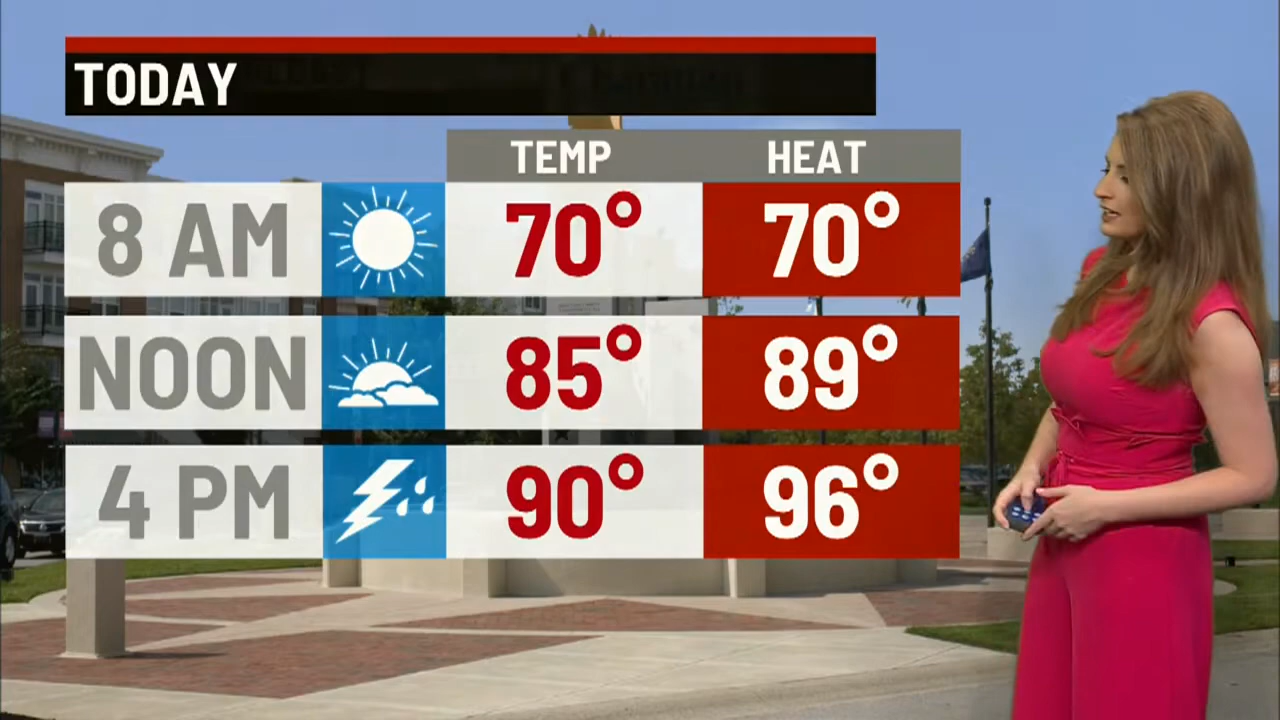 TODAY
TEMP HEAT
8 AM 70° 70°
NOON 85° 89°
4 PM 90° 96°